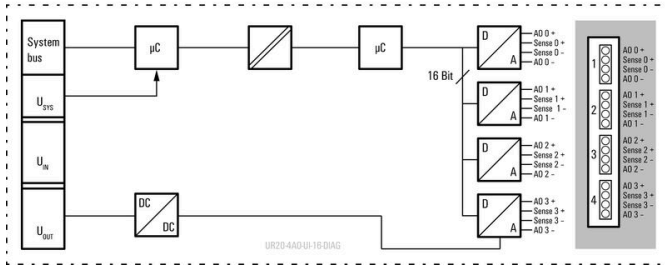 System
bus
U SYS
U IN
U OUT
µC
µC
DC
DC
16 Bit
D
A
AO 0 +
Sense 0 +
Sense 0 –
AO 0 –
D
A
AO 1 +
Sense 1 +
Sense 1 –
AO 1 –
D
A
AO 2 +
Sense 2 +
Sense 2 –
AO 2 –
D
A
AO 3 +
Sense 3 +
Sense 3 –
AO 3 –
1
AO 0 +
Sense 0 +
Sense 0 –
AO 0 –
2
AO 1 +
Sense 1 +
Sense 1 –
AO 1 –
3
AO 2 +
Sense 2 +
Sense 2 –
AO 2 –
4
AO 3 +
Sense 3 +
Sense 3 –
AO 3 –
UR20-4AO-UI-16-DIAG